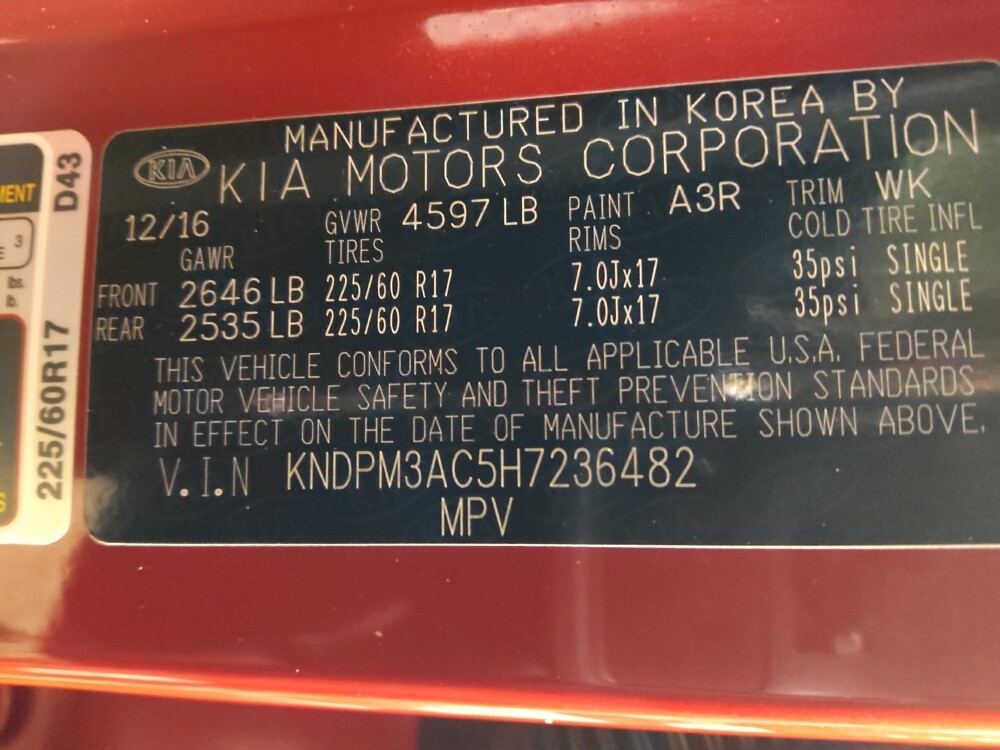 MANUFACTURED IN KOREA BY
KIA KIA MOTORS CORPORATION
12/16 GVWR 4597 LB PAINT A3R TRIM WK
GAWR TIRES RIMS COLD TIRE INFL
FRONT 2646 LB 225/60 R17 7.0Jx17 35psi SINGLE
REAR 2535 LB 225/60 R17 7.0Jx17 35psi SINGLE
THIS VEHICLE CONFORMS TO ALL APPLICABLE U.S.A. FEDERAL
MOTOR VEHICLE SAFETY AND THEFT PREVENTION STANDARDS
IN EFFECT ON THE DATE OF MANUFACTURE SHOWN ABOVE.
V.I.N KNDPM3AC5H7236482
MPV
225/60R17 D43
3
lbs.
b.